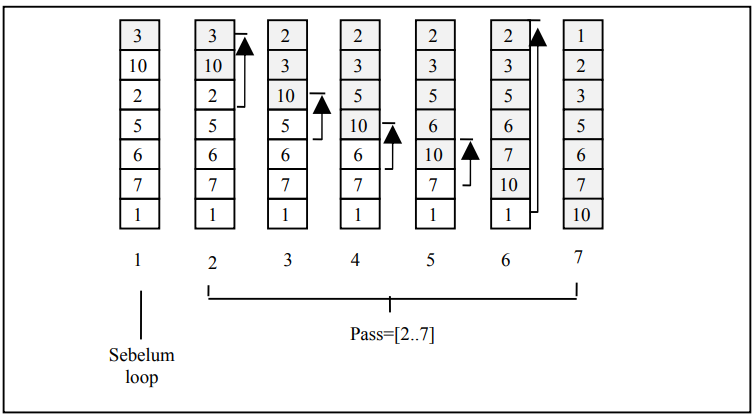 3 3 2 2 2 2 1
10 10 3 3 3 3 2
2 2 10 5 5 5 3
5 5 5 10 6 6 5
6 6 6 6 10 7 6
7 7 7 7 7 10 7
1 1 1 1 1 1 10
1 2 3 4 5 6 7
Pass=[2..7]
Sebelum
loop